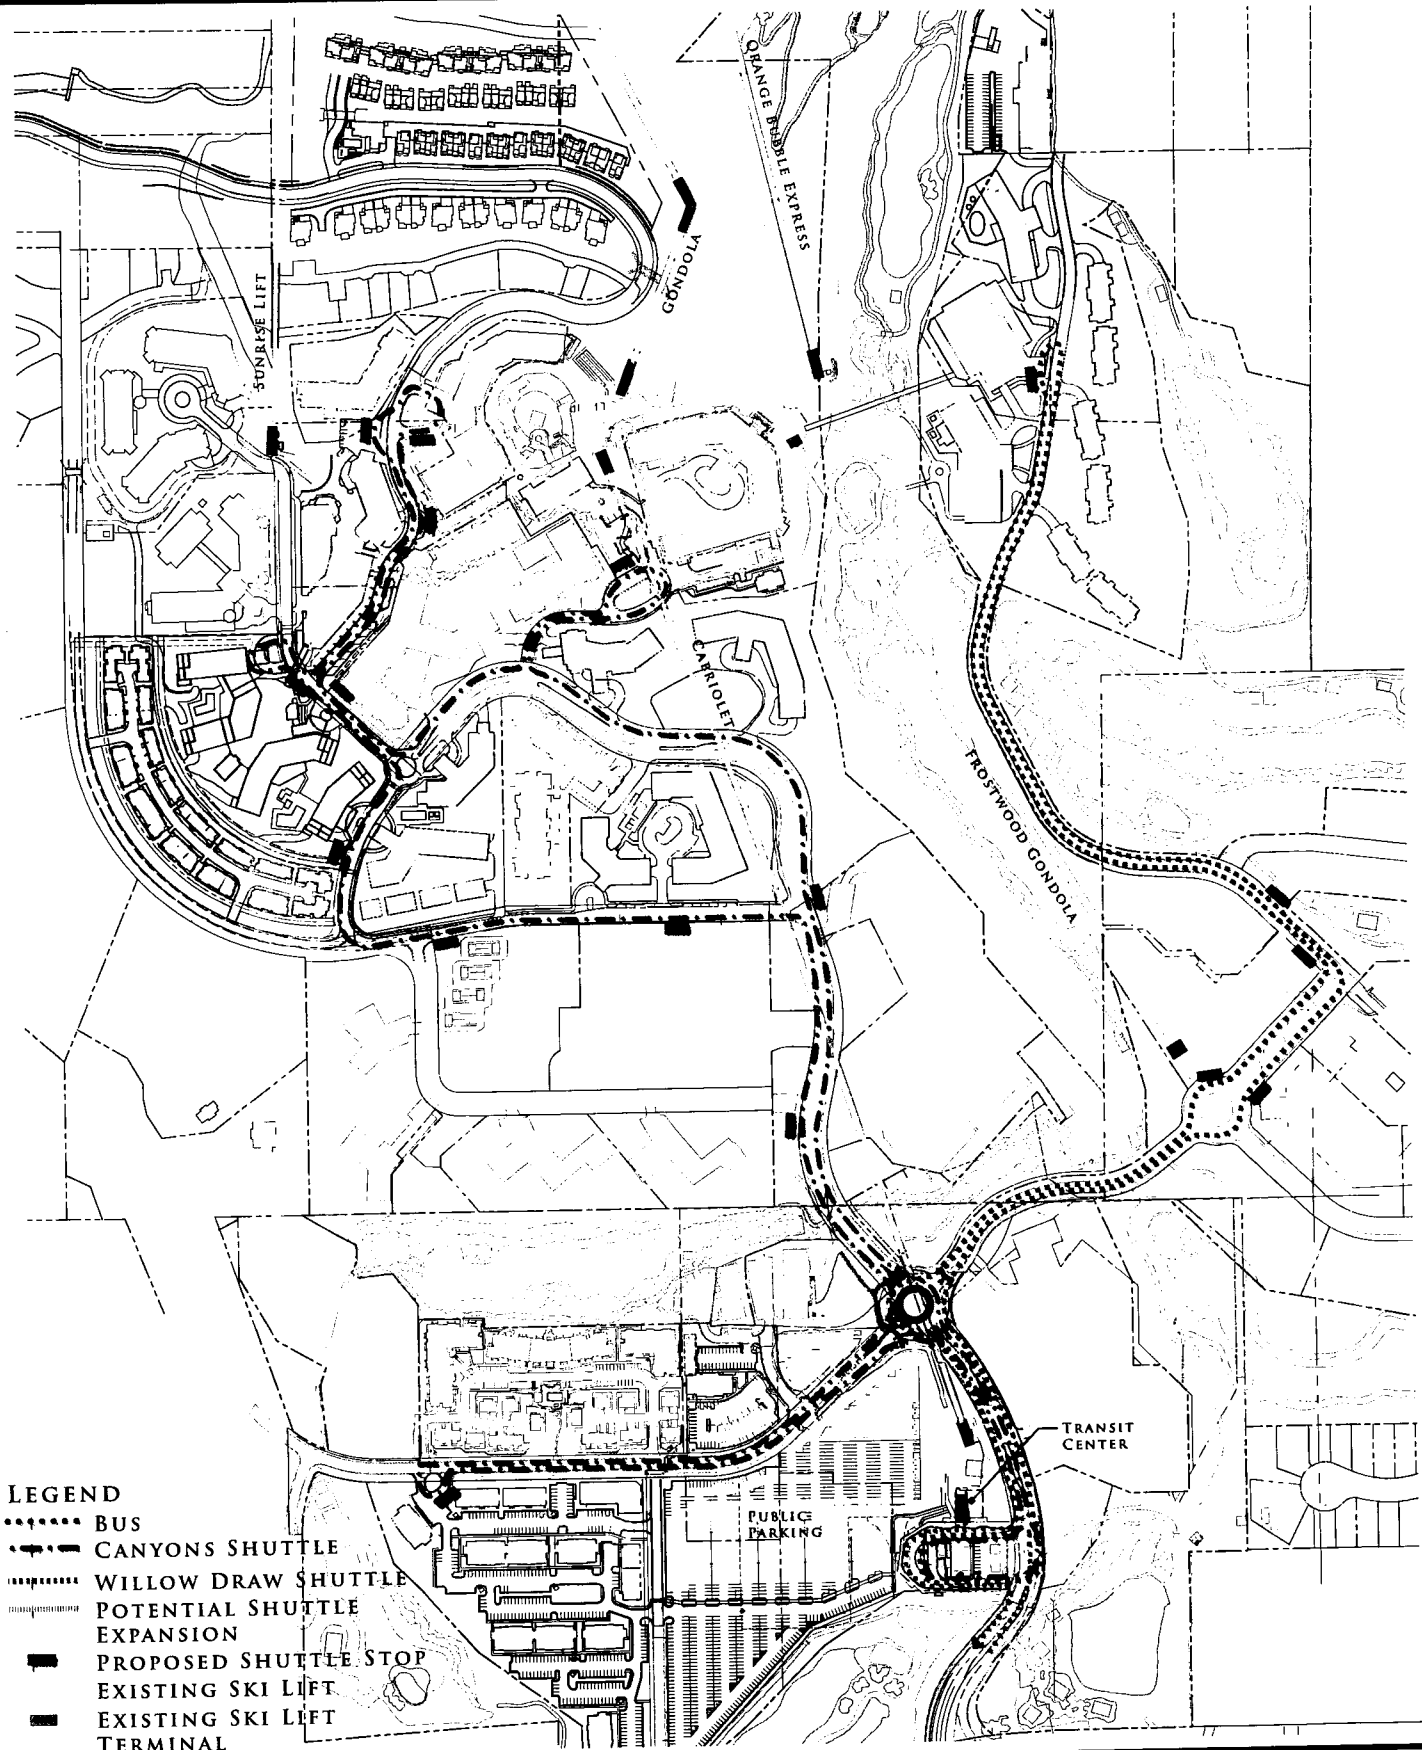 ORANGE BUBBLE EXPRESS
GONDOLA
SUNRISE LIFT
CABRIOLET
FROSTWOOD GONDOLA
TRANSIT
CENTER
PUBLIC
PARKING
LEGEND
BUS
CANYONS SHUTTLE
WILLOW DRAW SHUTTLE
POTENTIAL SHUTTLE
EXPANSION
PROPOSED SHUTTLE STOP
EXISTING SKI LIFT
EXISTING SKI LIFT
TERMINAL